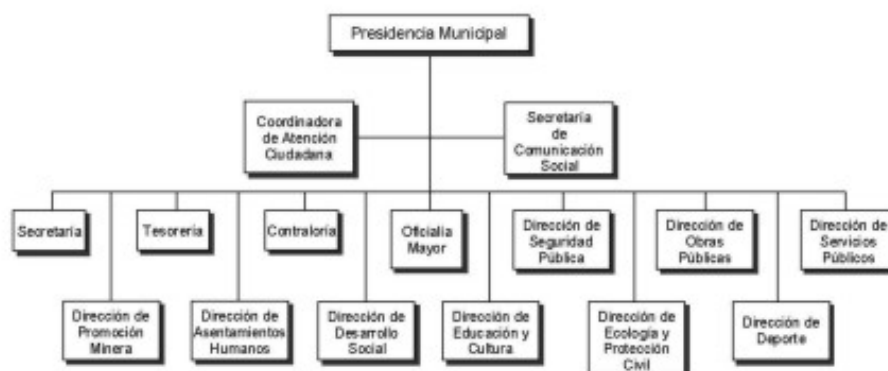 Presidencia Municipal
Coordinadora
de Atención
Ciudadana
Secretaría
de
Comunicación
Social
Secretaría
Tesorería
Contraloría
Oficialia
Mayor
Dirección de
Seguridad
Pública
Dirección de
Obras
Públicas
Dirección de
Servicios
Públicos
Dirección de
Promoción
Minera
Dirección de
Asentamientos
Humanos
Dirección de
Desarrollo
Social
Dirección de
Educación y
Cultura
Dirección de
Ecología y
Protección
Civil
Dirección de
Deporte